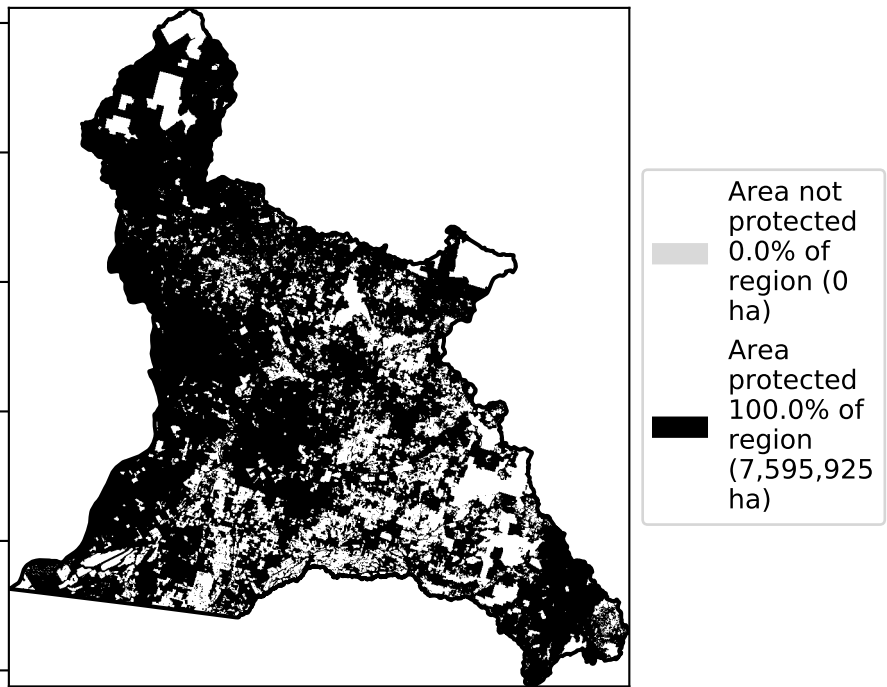 Area not
protected
0.0% of
region (0
ha)
Area
protected
100.0% of
region
(7,595,925
ha)